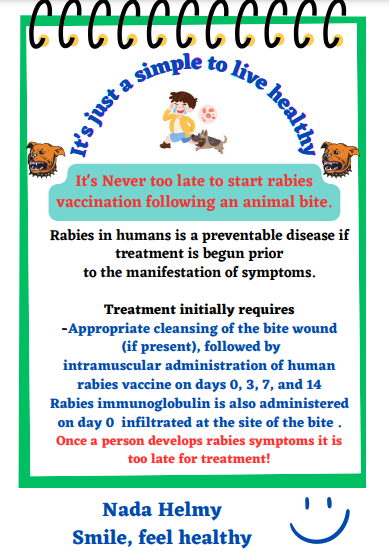 It's just a simple to live healthy
It's Never too late to start rabies
vaccination following an animal bite.
Rabies in humans is a preventable disease if
treatment is begun prior
to the manifestation of symptoms.
Treatment initially requires
-Appropriate cleansing of the bite wound
(if present), followed by
intramuscular administration of human
rabies vaccine on days 0, 3, 7, and 14
Rabies immunoglobulin is also administered
on day 0 infiltrated at the site of the bite .
Once a person develops rabies symptoms it is
too late for treatment!
Nada Helmy
Smile, feel healthy